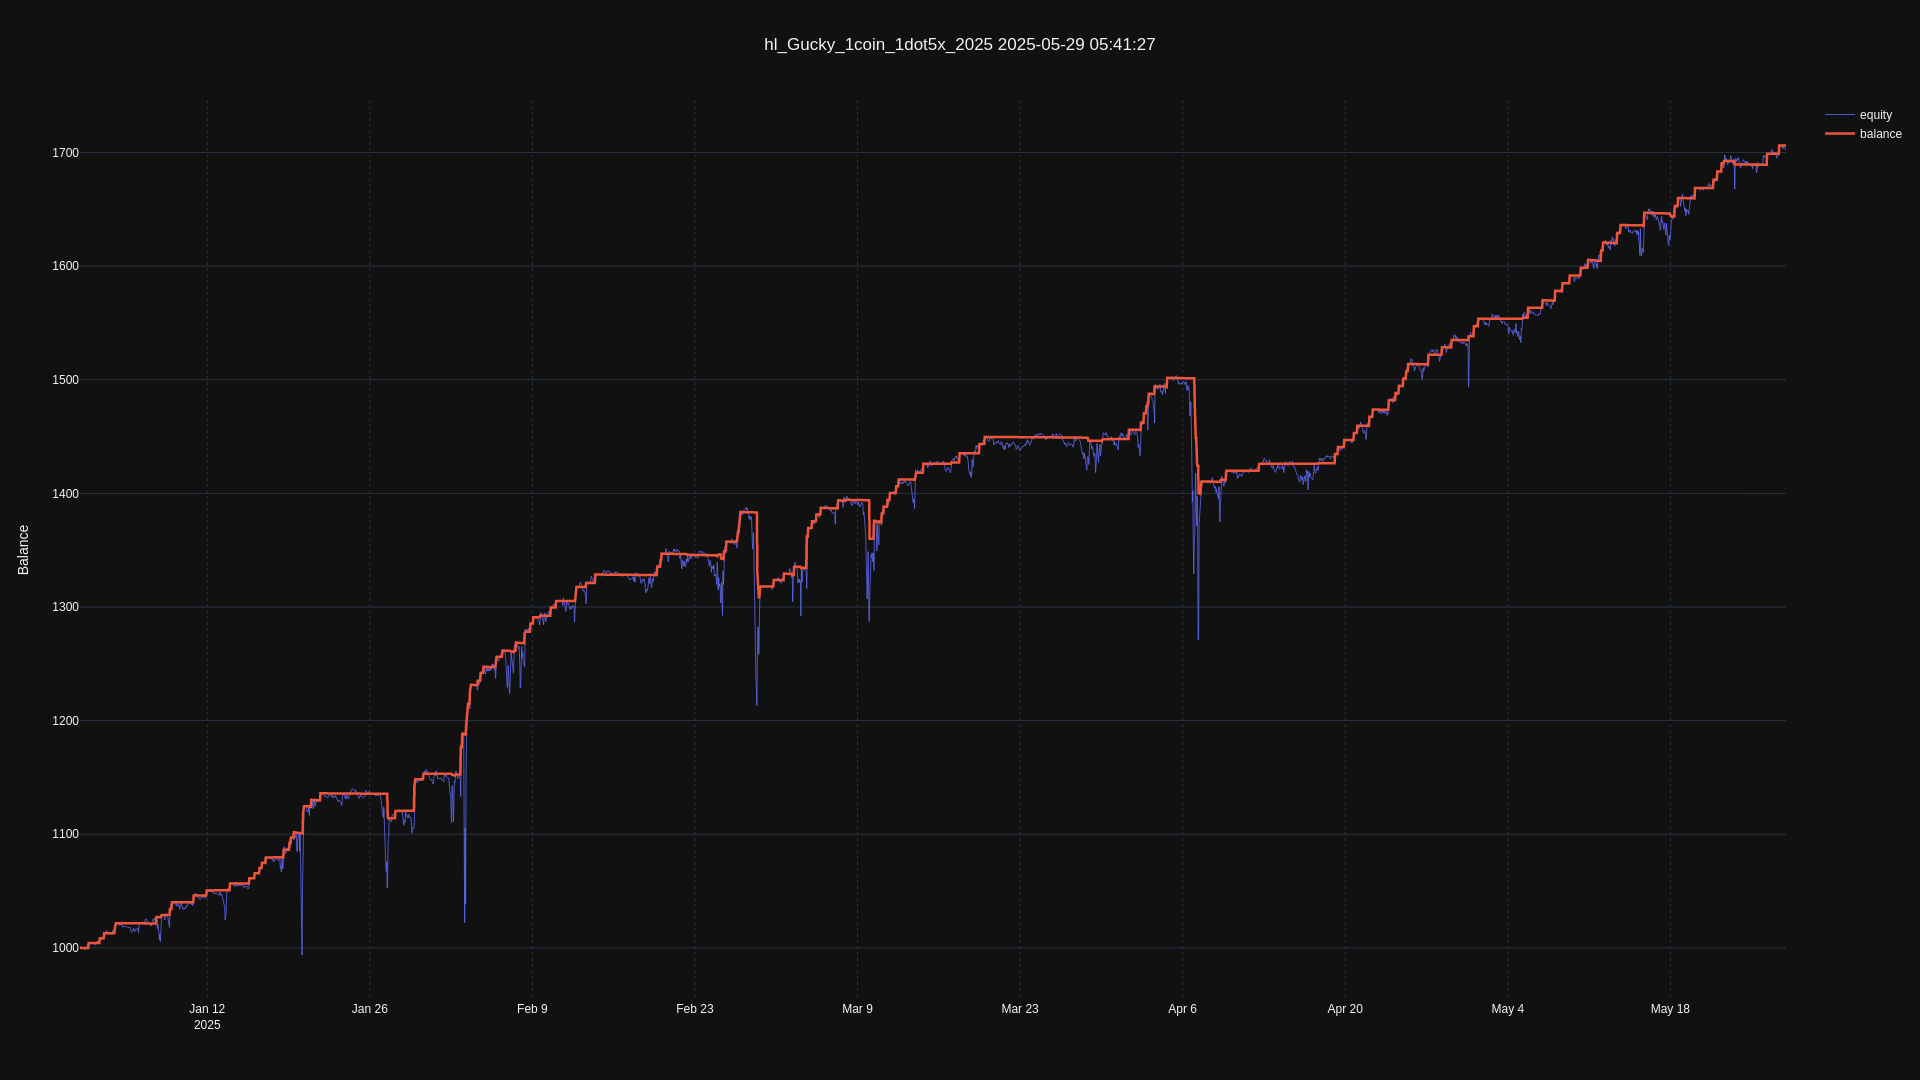 hl_Gucky_1coin_1dot5x_2025 2025-05-29 05:41:27
equity
balance
Balance
1700
1600
1500
1400
1300
1200
1100
1000
Jan 12 Jan 26 Feb 9 Feb 23 Mar 9 Mar 23 Apr 6 Apr 20 May 4 May 18
2025